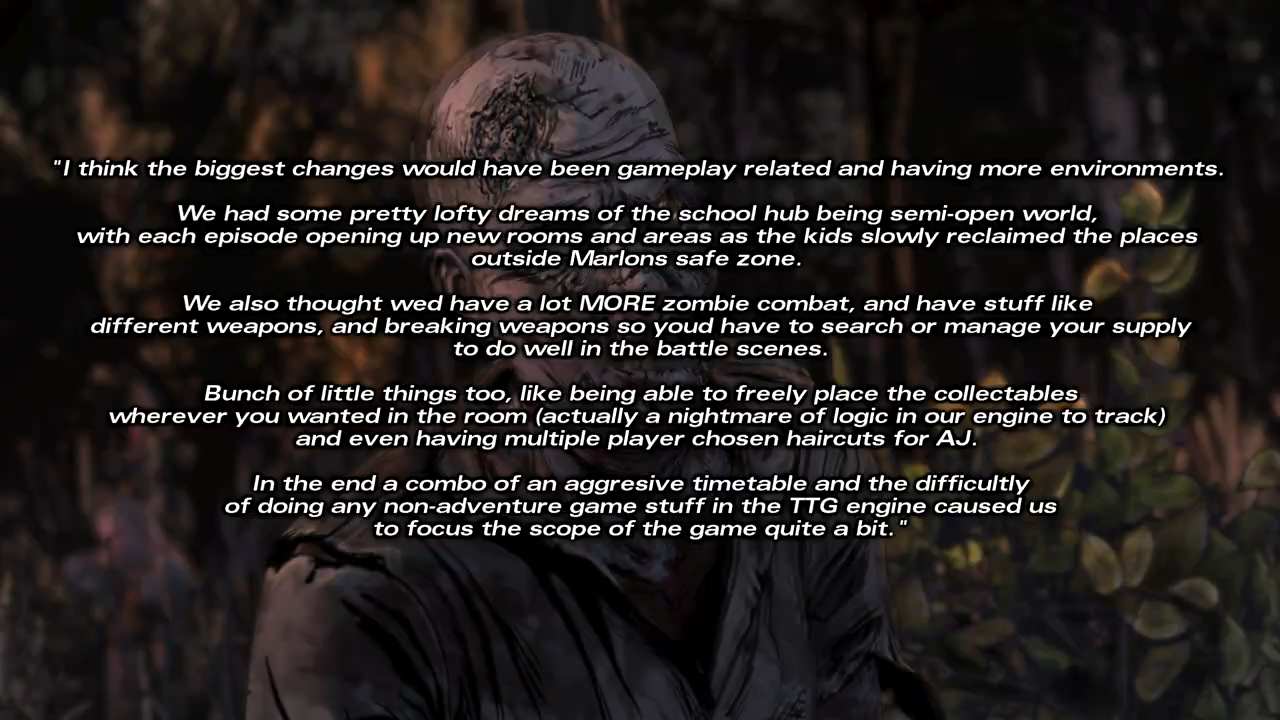 "I think the biggest changes would have been gameplay related and having more environments.
We had some pretty lofty dreams of the school hub being semi-open world,
with each episode opening up new rooms and areas as the kids slowly reclaimed the places
outside Marlons safe zone.
We also thought wed have a lot MORE zombie combat, and have stuff like
different weapons, and breaking weapons so youd have to search or manage your supply
to do well in the battle scenes.
Bunch of little things too, like being able to freely place the collectables
wherever you wanted in the room (actually a nightmare of logic in our engine to track)
and even having multiple player chosen haircuts for AJ.
In the end a combo of an aggresive timetable and the difficultly
of doing any non-adventure game stuff in the TTG engine caused us
to focus the scope of the game quite a bit."